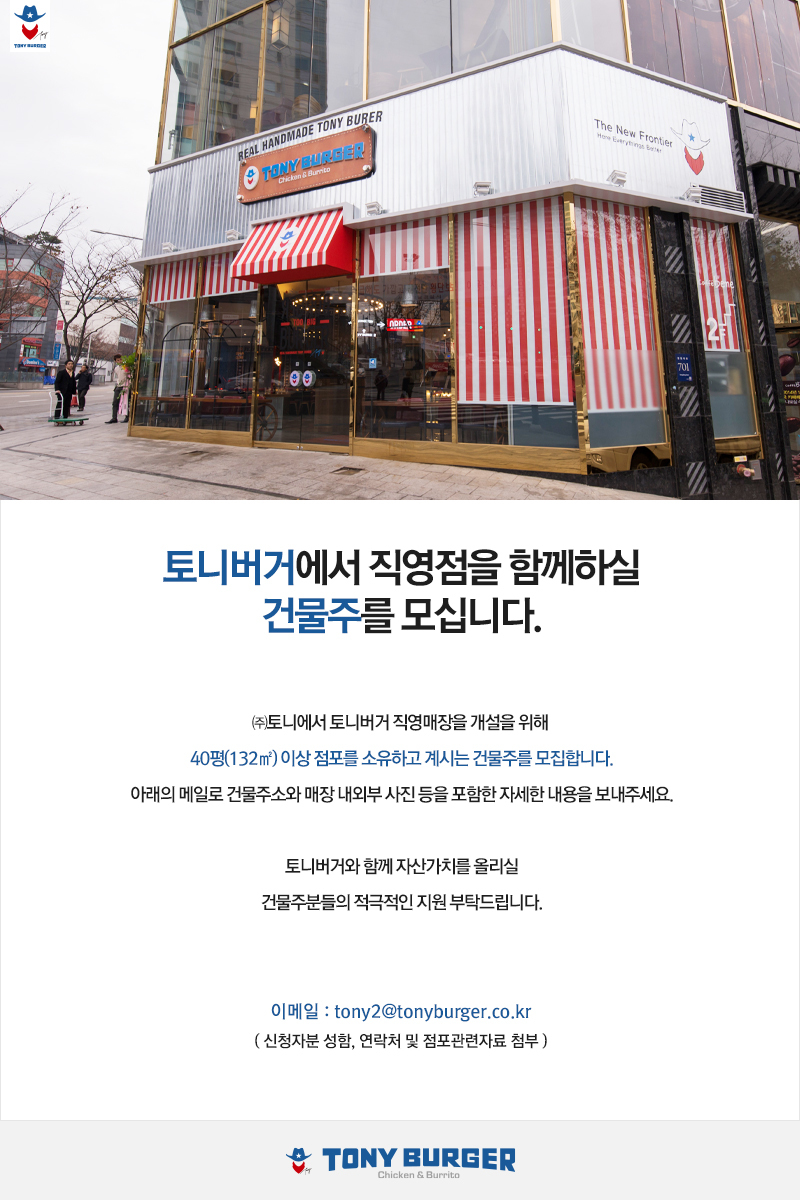 TONY BURGER
REAL HANDMADE TONY BURER
TONY BURGER
Chicken & Burrito
The New Frontier
Home Everything's Better
2F
701
토니버거에서 직영점을 함께하실
건물주를 모십니다.
㈜토니에서 토니버거 직영매장을 개설을 위해
40평(132㎡) 이상 점포를 소유하고 계시는 건물주를 모집합니다.
아래의 메일로 건물주소와 매장 내외부 사진 등을 포함한 자세한 내용을 보내주세요.
토니버거와 함께 자산가치를 올리실
건물주분들의 적극적인 지원 부탁드립니다.
이메일 : tony2@tonyburger.co.kr
( 신청자분 성함, 연락처 및 점포관련자료 첨부 )
TONY BURGER
Chicken & Burrito